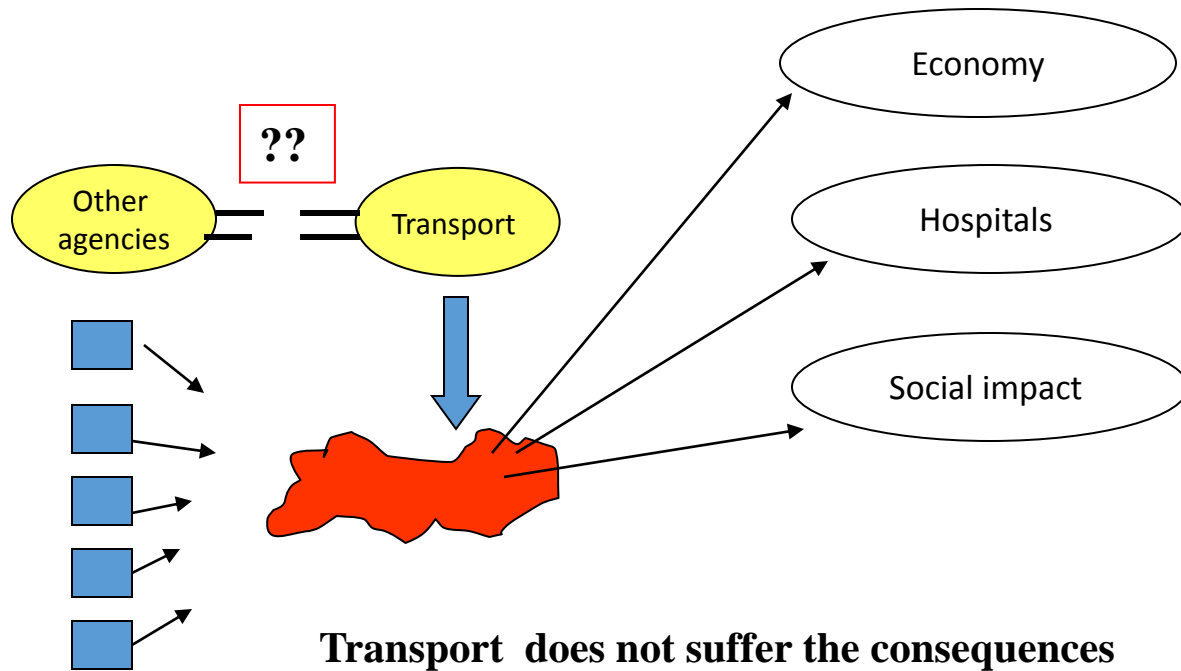 Economy
??
Other
agencies
Transport
Hospitals
Social impact
Transport does not suffer the consequences